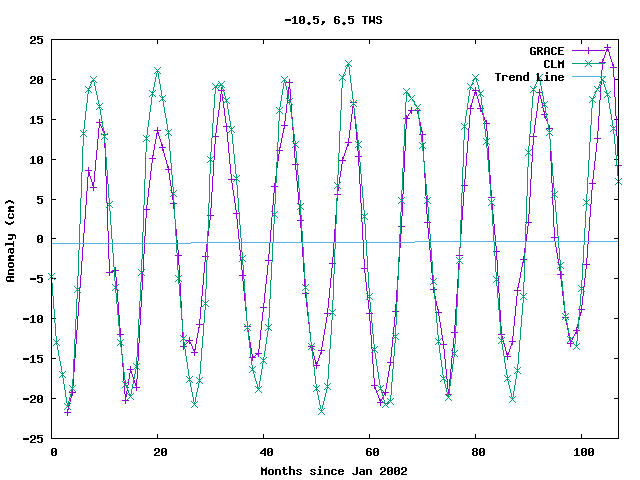 -10.5, 6.5 TWS
GRACE
CLM
Trend Line
25
20
15
10
5
0
-5
-10
-15
-20
-25
Anomaly (cm)
0 20 40 60 80 100
Months since Jan 2002